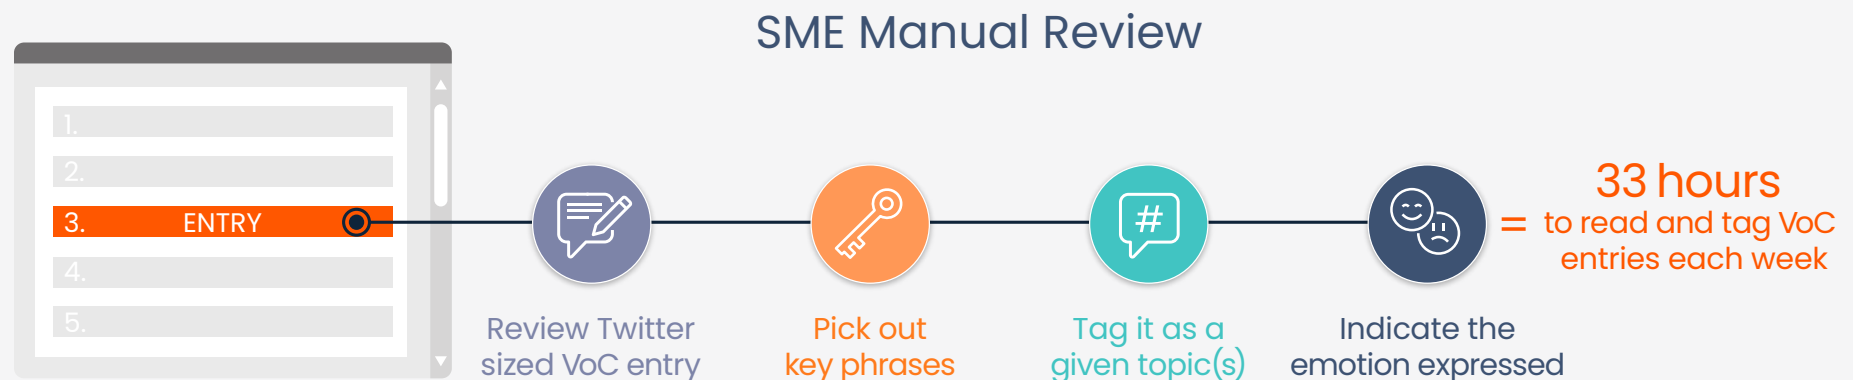 SME Manual Review
1.
2.
3. ENTRY
4.
5.
#
Review Twitter
sized VoC entry
Pick out
key phrases
Tag it as a
given topic(s)
Indicate the
emotion expressed
=
33 hours
to read and tag VoC
entries each week